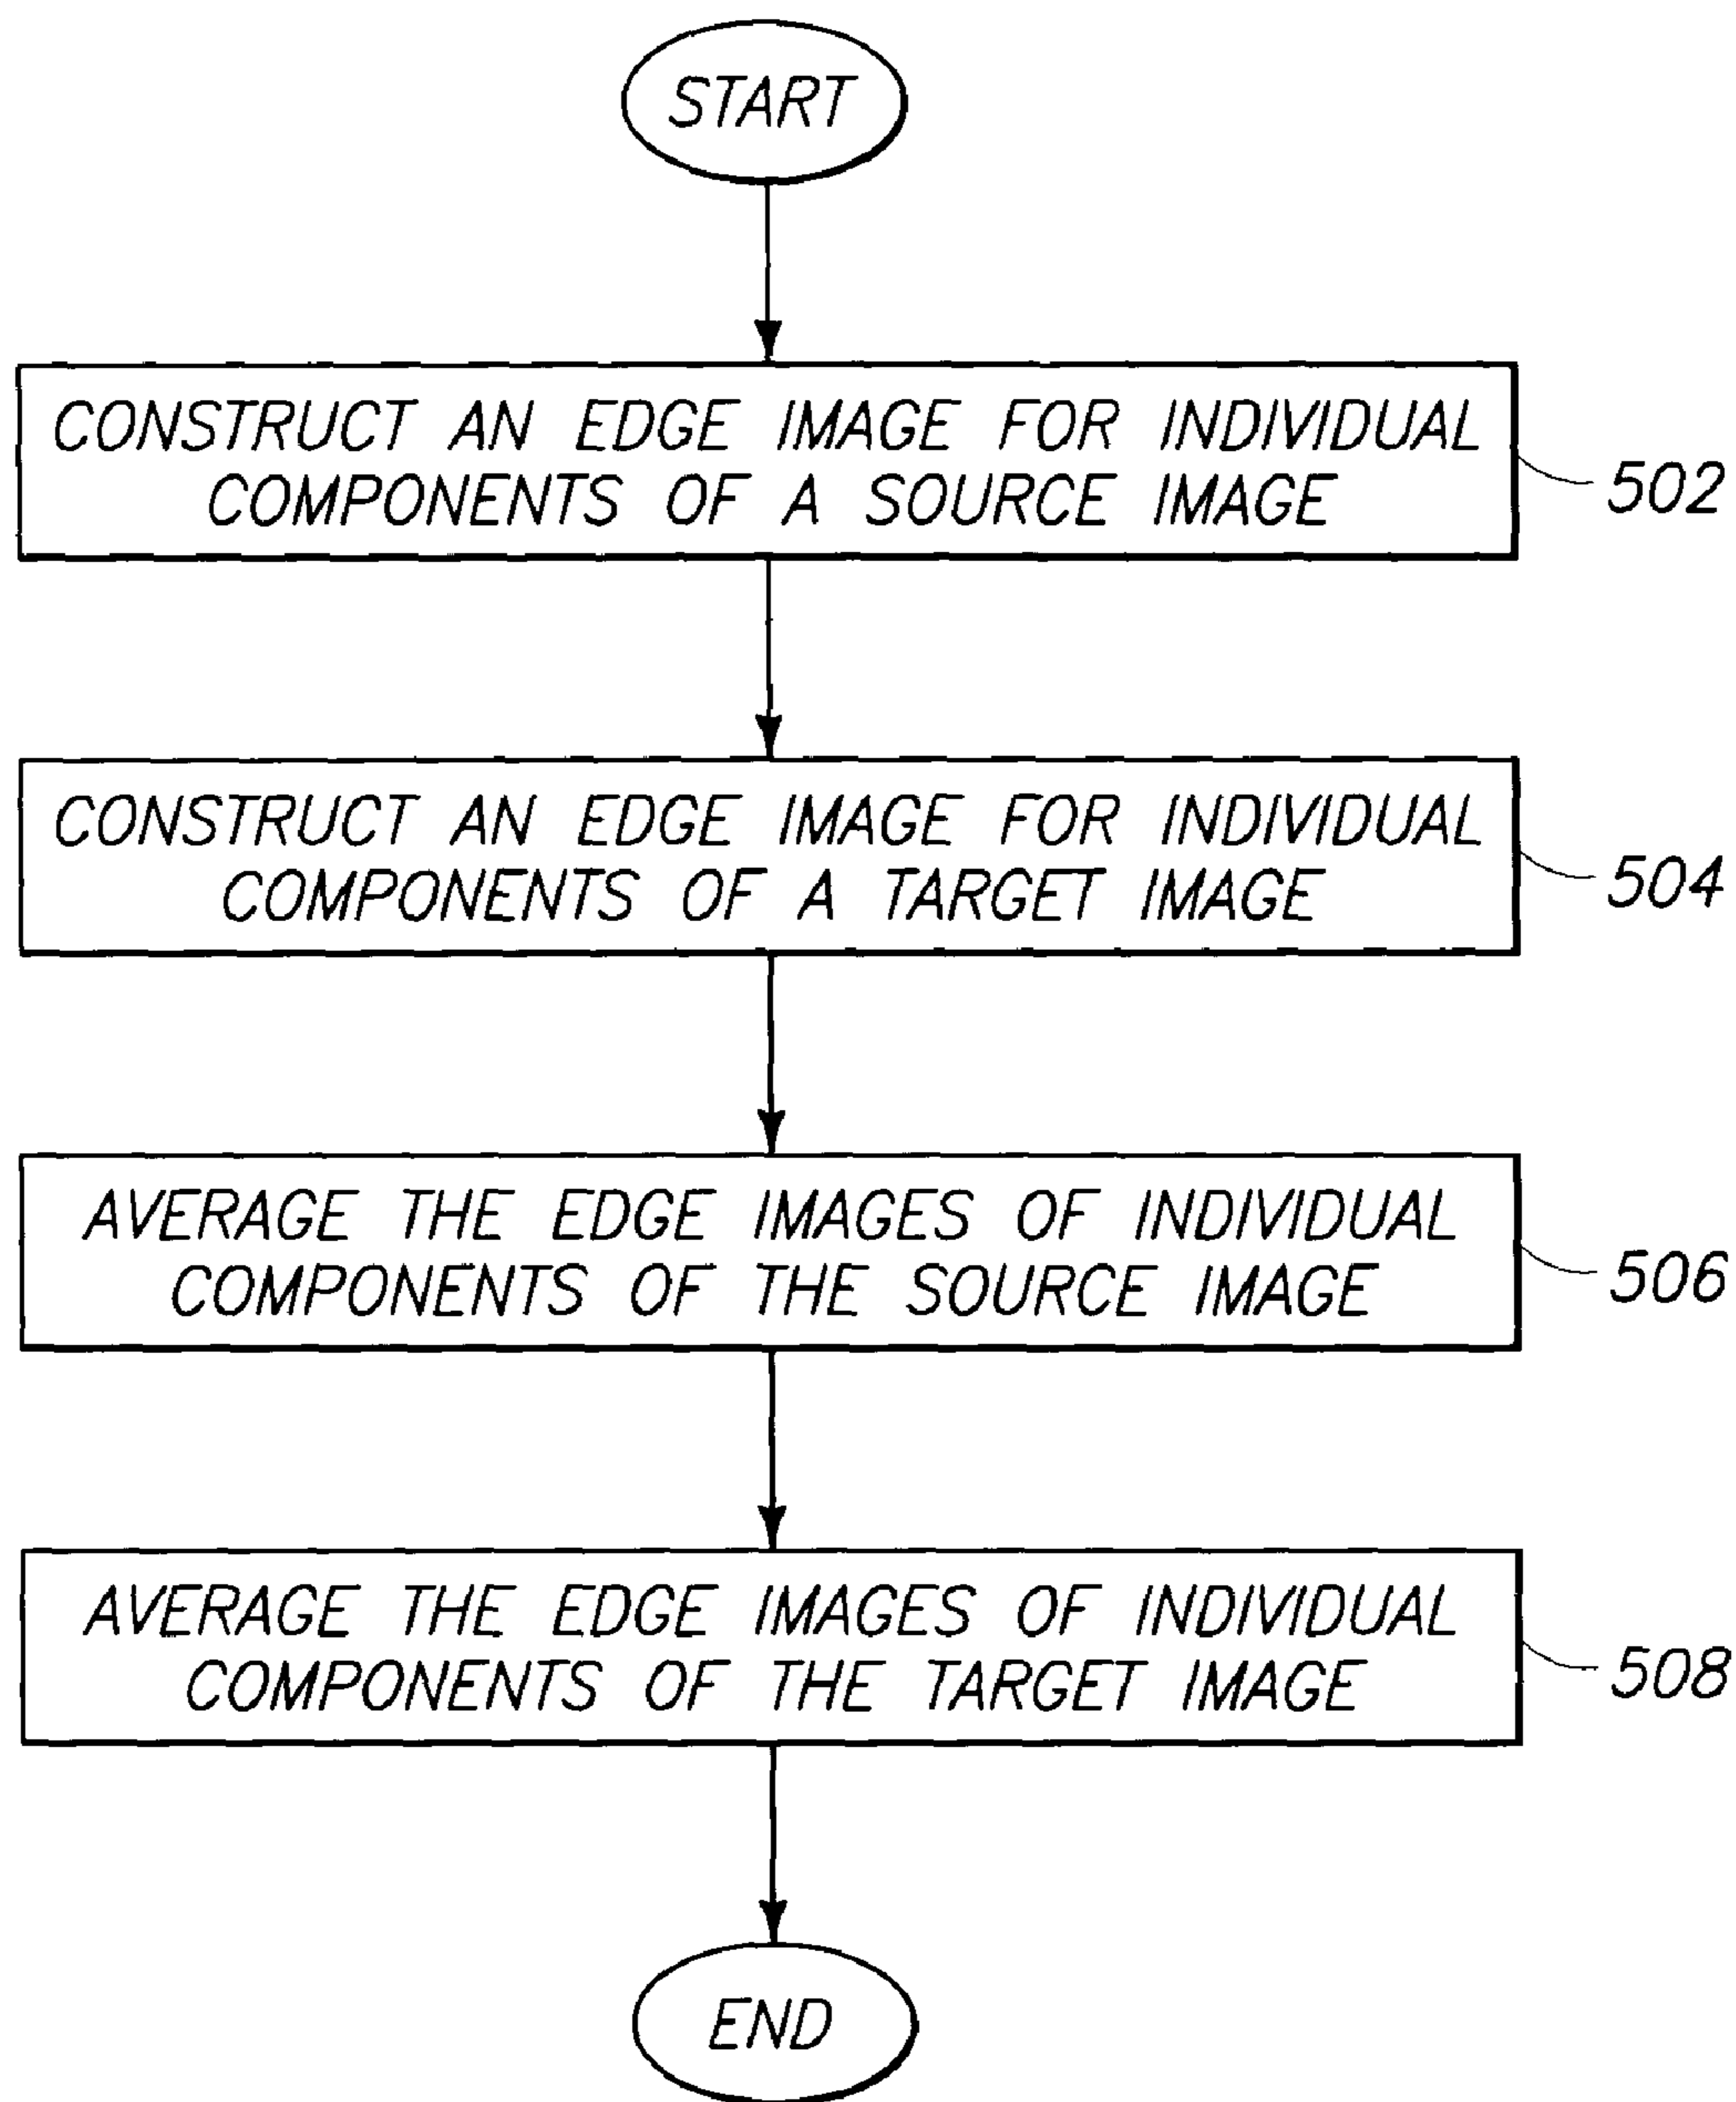 START
CONSTRUCT AN EDGE IMAGE FOR INDIVIDUAL
COMPONENTS OF A SOURCE IMAGE
502
CONSTRUCT AN EDGE IMAGE FOR INDIVIDUAL
COMPONENTS OF A TARGET IMAGE
504
AVERAGE THE EDGE IMAGES OF INDIVIDUAL
COMPONENTS OF THE SOURCE IMAGE
506
AVERAGE THE EDGE IMAGES OF INDIVIDUAL
COMPONENTS OF THE TARGET IMAGE
508
END